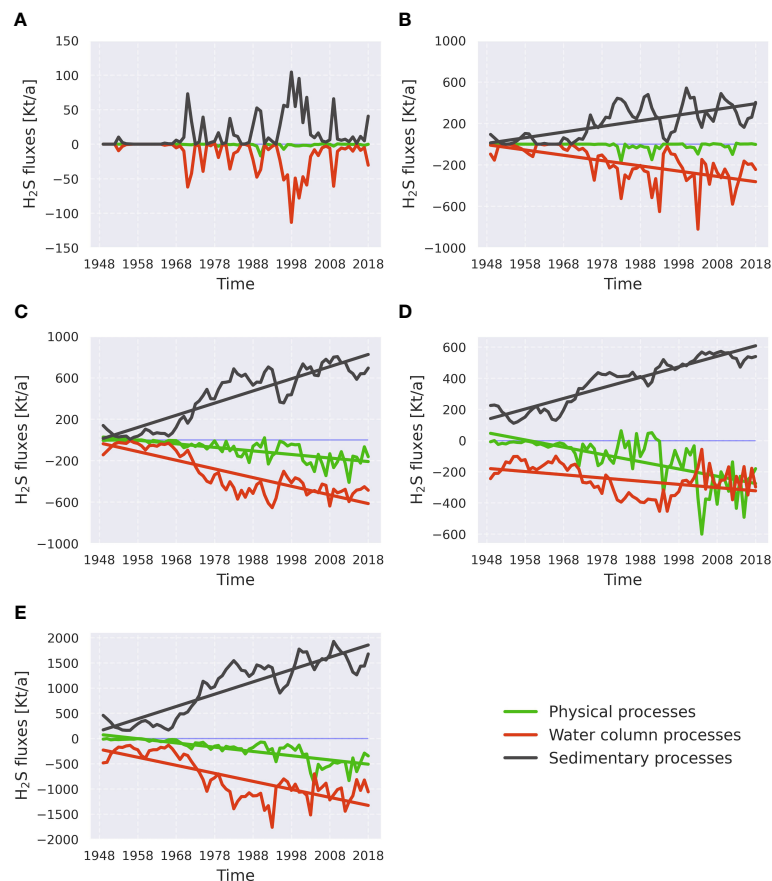 A
150
100
50
0
−50
−100
−150
H₂S fluxes [Kt/a]
1948 1958 1968 1978 1988 1998 2008 2018
Time
B
1000
600
200
−200
−600
−1000
H₂S fluxes [Kt/a]
1948 1958 1968 1978 1988 1998 2008 2018
Time
C
1000
600
200
−200
−600
−1000
H₂S fluxes [Kt/a]
1948 1958 1968 1978 1988 1998 2008 2018
Time
D
600
400
200
0
−200
−400
−600
H₂S fluxes [Kt/a]
1948 1958 1968 1978 1988 1998 2008 2018
Time
E
2000
1500
1000
500
0
−500
−1000
−1500
−2000
H₂S fluxes [Kt/a]
1948 1958 1968 1978 1988 1998 2008 2018
Time
Physical processes
Water column processes
Sedimentary processes